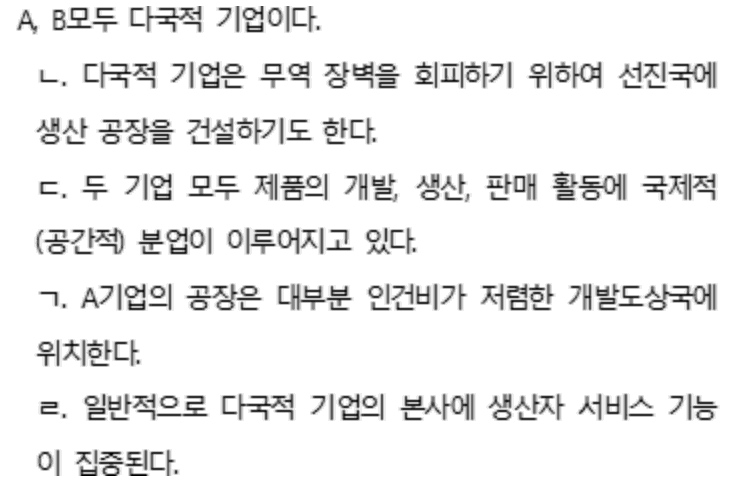 A, B모두 다국적 기업이다.
ㄴ. 다국적 기업은 무역 장벽을 회피하기 위하여 선진국에
생산 공장을 건설하기도 한다.
ㄷ. 두 기업 모두 제품의 개발, 생산, 판매 활동에 국제적
(공간적) 분업이 이루어지고 있다.
ㄱ. A기업의 공장은 대부분 인건비가 저렴한 개발도상국에
위치한다.
ㄹ. 일반적으로 다국적 기업의 본사에 생산자 서비스 기능
이 집중된다.